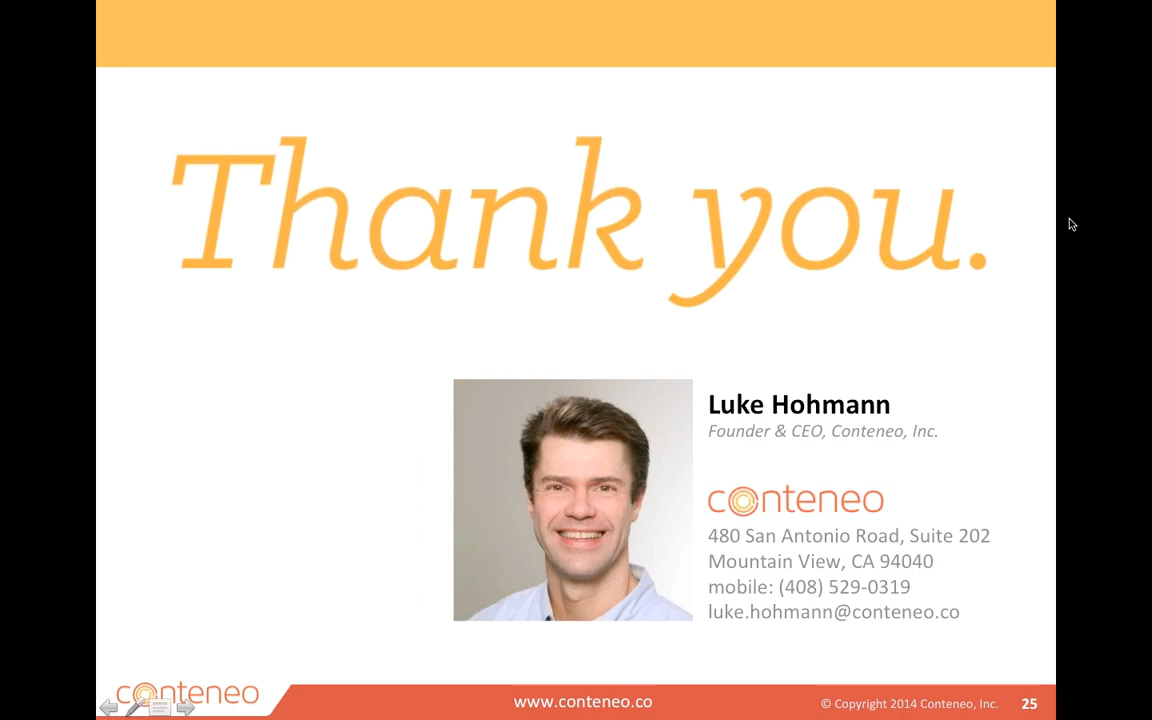 Thank you.
Luke Hohmann
Founder & CEO, Conteneo, Inc.
conteneo
480 San Antonio Road, Suite 202
Mountain View, CA 94040
mobile: (408) 529-0319
luke.hohmann@conteneo.co
conteneo
www.conteneo.co
© Copyright 2014 Conteneo, Inc.
25